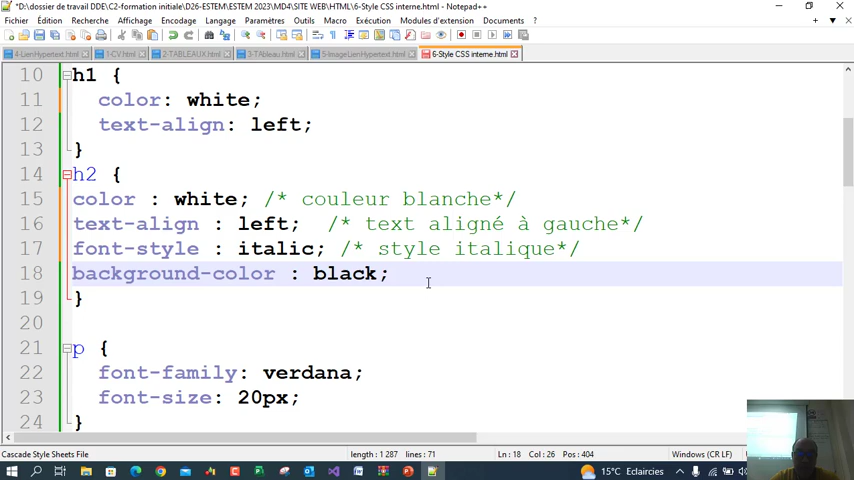 *D:\dossier de travail DDE\C2-formation initiale\D26-ESTEM\ESTEM 2023\MD4\SITE WEB\HTML\6-Style CSS interne.html - Notepad++
Fichier Édition Recherche Affichage Encodage Langage Paramètres Outils Macro Exécution Modules d'extension Documents ?
4-LienHypertext.html 1-CV.html 2-TABLEAUX.html 3-TAbleau.html 5-ImageLienHypertext.html 6-Style CSS interne.html
10 h1 {
11 color: white;
12 text-align: left;
13 }
14 h2 {
15 color : white; /* couleur blanche*/
16 text-align : left; /* text aligné à gauche*/
17 font-style : italic; /* style italique*/
18 background-color : black;
19 }
20
21 p {
22 font-family: verdana;
23 font-size: 20px;
24 }
Cascade Style Sheets File length : 1 287 lines : 71 Ln : 18 Col : 26 Pos : 404 Windows (CR LF)
15°C Eclaircies